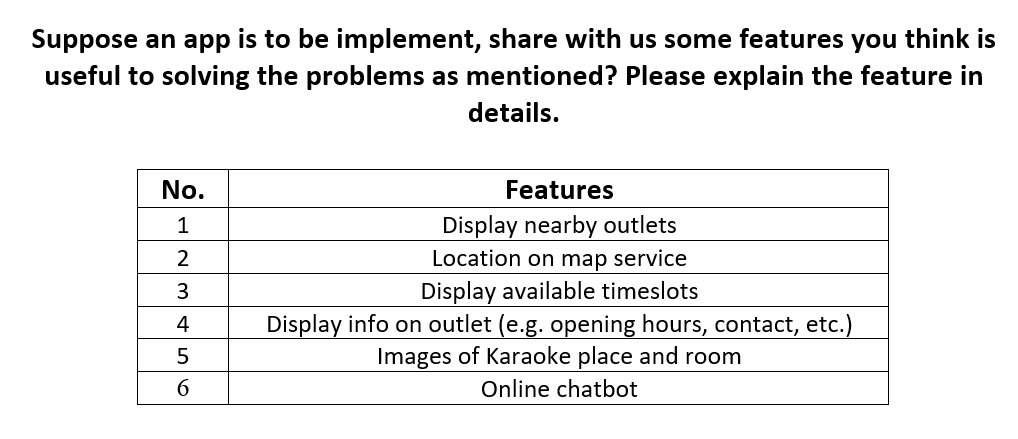 Suppose an app is to be implement, share with us some features you think is
useful to solving the problems as mentioned? Please explain the feature in
details.
No. Features
1 Display nearby outlets
2 Location on map service
3 Display available timeslots
4 Display info on outlet (e.g. opening hours, contact, etc.)
5 Images of Karaoke place and room
6 Online chatbot